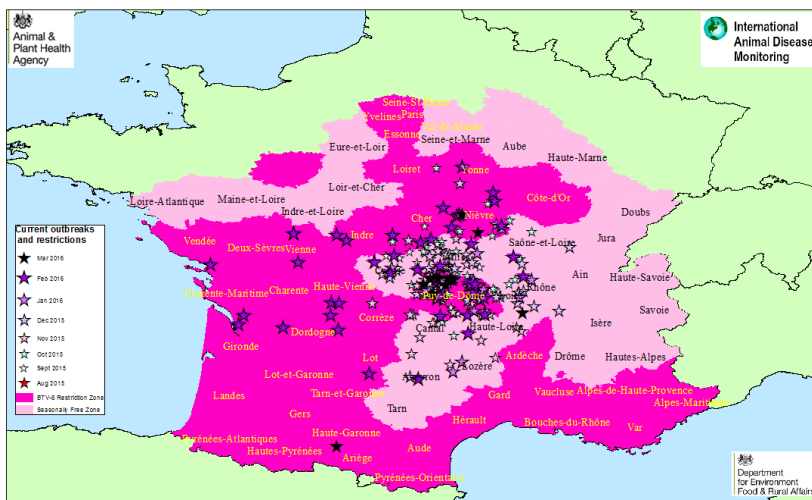 Animal &
Plant Health
Agency
International
Animal Disease
Monitoring
Paris
Yvelines
Essonne
Seine-et-Marne
Aube
Eure-et-Loir
Haute-Marne
Loiret
Yonne
Loir-et-Cher
Côte-d'Or
Maine-et-Loire
Loire-Atlantique
Indre-et-Loire
Doubs
Cher
Nièvre
Vendée
Indre
Saône-et-Loire
Jura
Deux-Sèvres
Vienne
Ain
Haute-Savoie
Charente-Maritime
Charente
Haute-Vienne
Puy-de-Dôme
Rhône
Savoie
Corrèze
Isère
Dordogne
Cantal
Haute-Loire
Gironde
Ardèche
Drôme
Hautes-Alpes
Lot
Lozère
Lot-et-Garonne
Aveyron
Gard
Vaucluse
Alpes-de-Haute-Provence
Landes
Tarn-et-Garonne
Tarn
Alpes-Maritimes
Gers
Hérault
Bouches-du-Rhône
Var
Haute-Garonne
Pyrénées-Atlantiques
Aude
Hautes-Pyrénées
Ariège
Pyrénées-Orientales
Current outbreaks
and restrictions
Mar 2016
Feb 2016
Jan 2016
Dec 2015
Nov 2015
Oct 2015
Sept 2015
Aug 2015
BTV-8 Restriction Zone
Seasonally Free Zone
Department
for Environment
Food & Rural Affairs